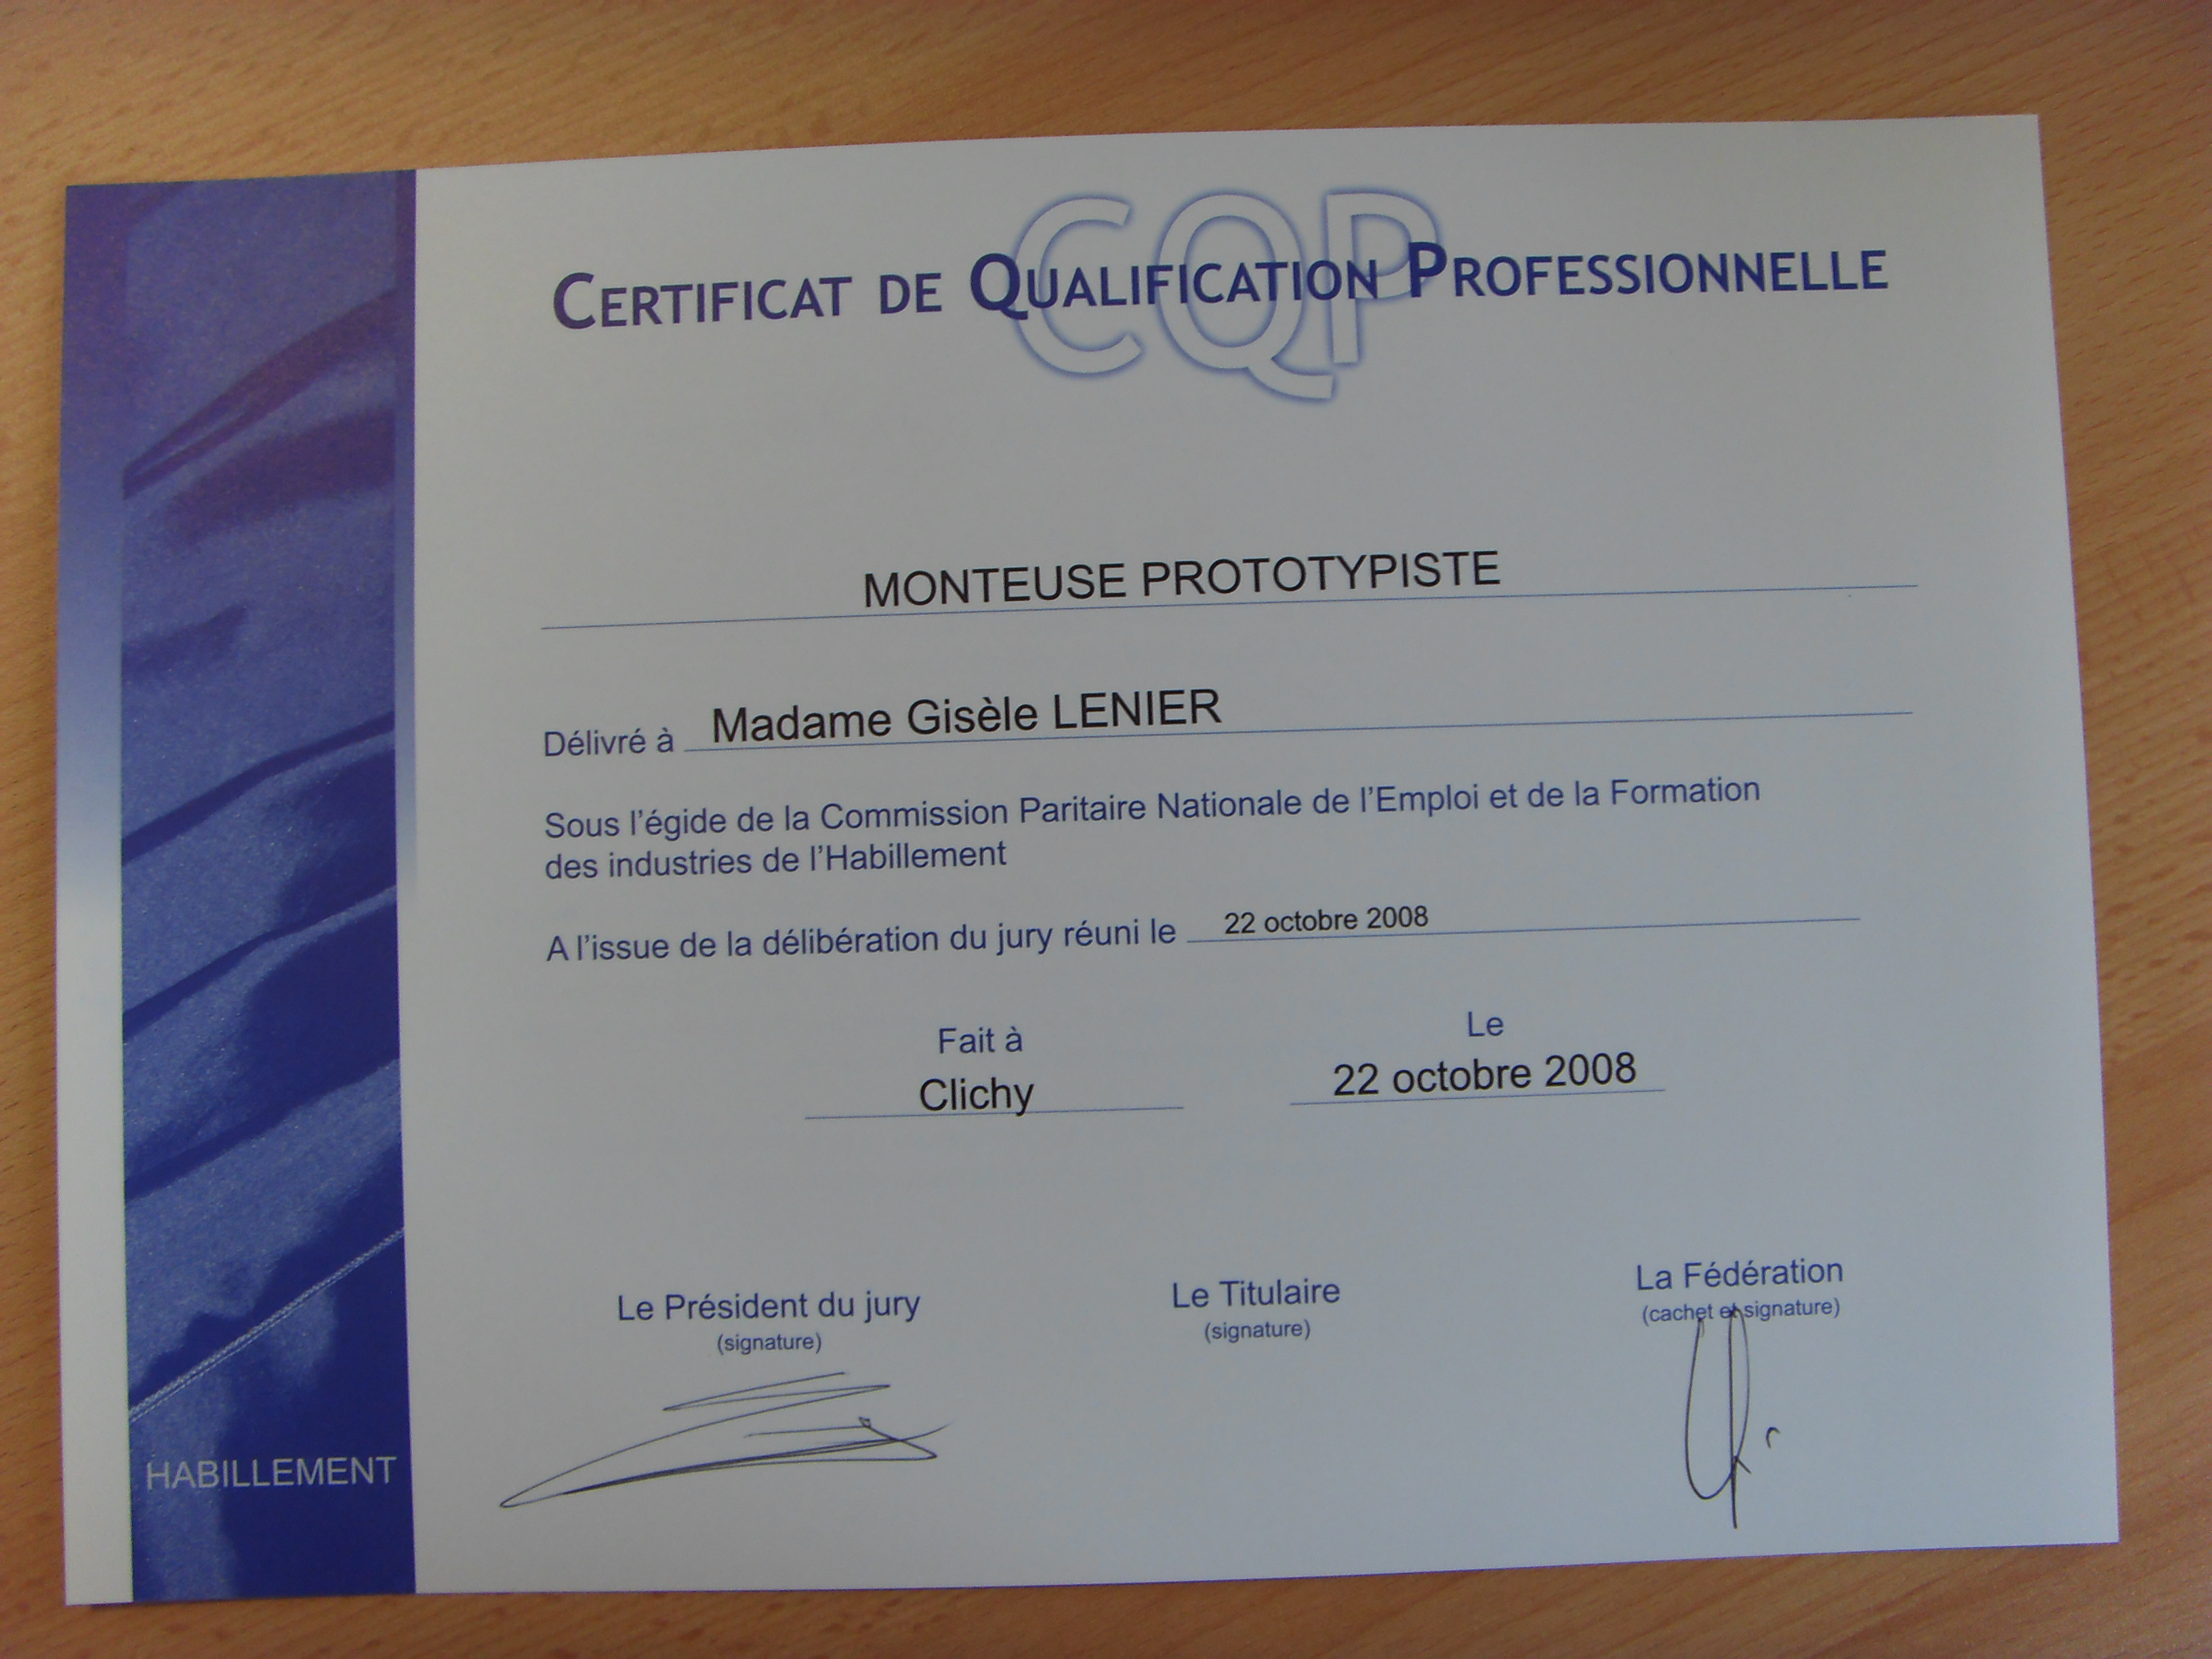 CQP
CERTIFICAT DE QUALIFICATION PROFESSIONNELLE
MONTEUSE PROTOTYPISTE
Délivré à Madame Gisèle LENIER
Sous l'égide de la Commission Paritaire Nationale de l'Emploi et de la Formation
des industries de l'Habillement
A l'issue de la délibération du jury réuni le 22 octobre 2008
Fait à Le
Clichy 22 octobre 2008
Le Président du jury Le Titulaire La Fédération
(signature) (signature) (cachet et signature)
HABILLEMENT